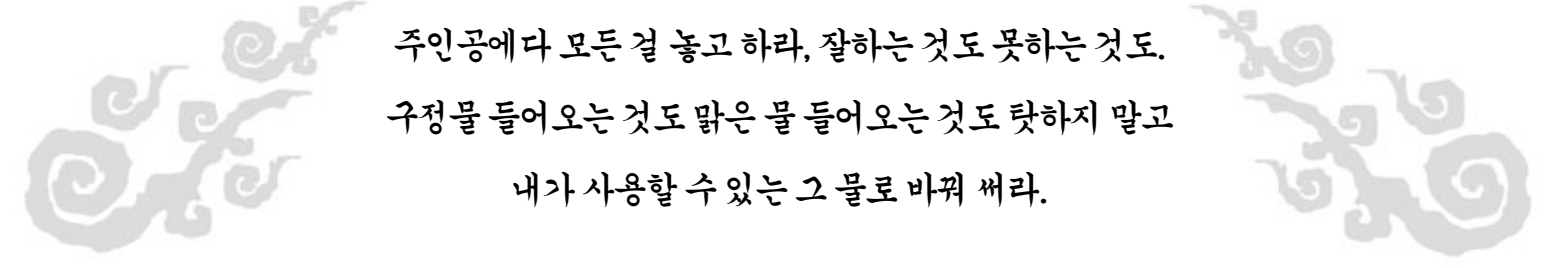 주인공에다 모든 걸 놓고 하라, 잘하는 것도 못하는 것도.
구정물 들어오는 것도 맑은 물 들어오는 것도 탓하지 말고
내가 사용할 수 있는 그 물로 바꿔 써라.